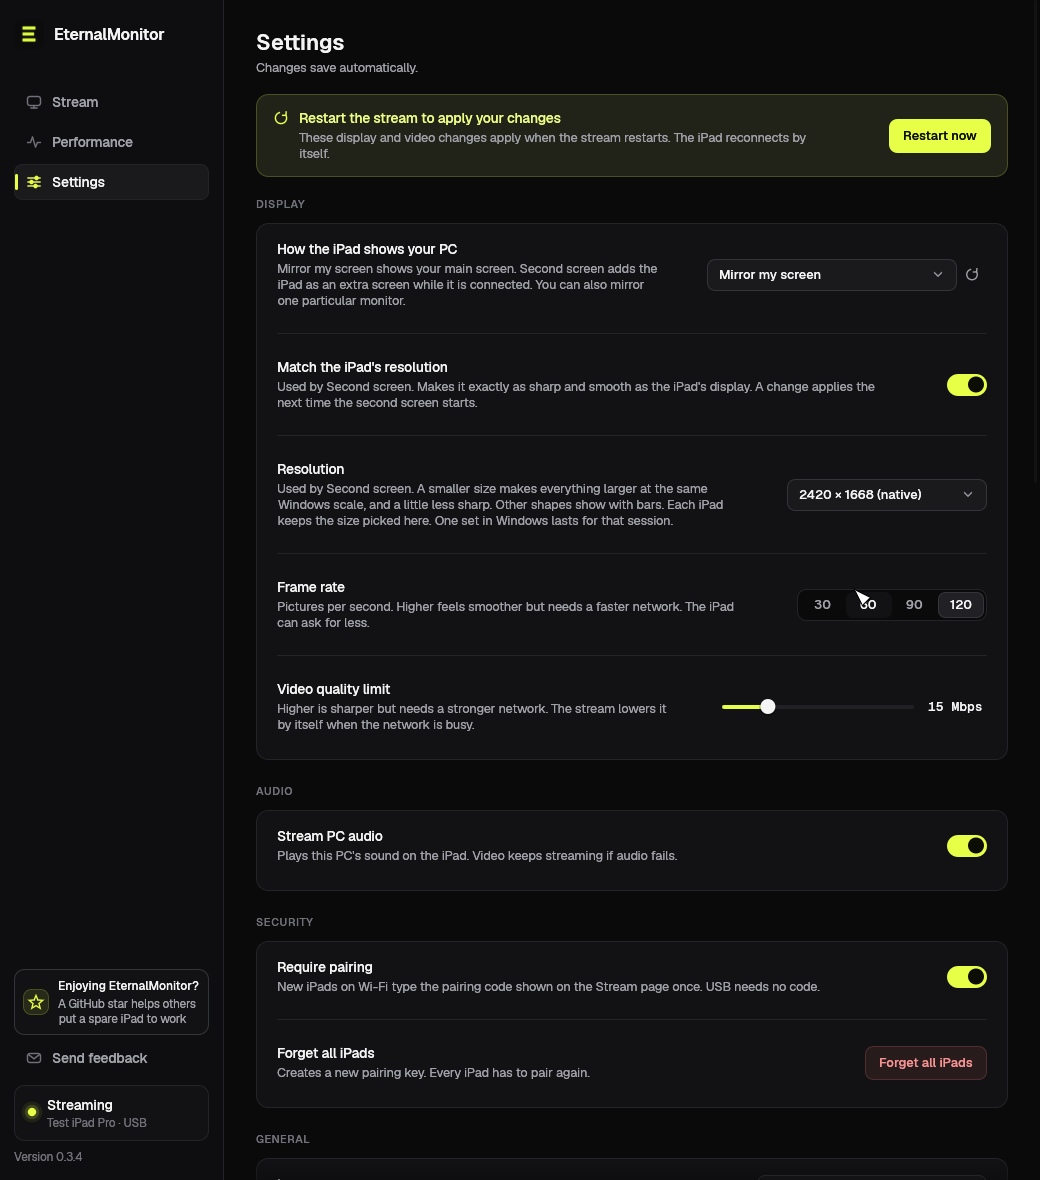 EternalMonitor
Stream
Performance
Settings
Enjoying EternalMonitor?
A GitHub star helps others
put a spare iPad to work
Send feedback
Streaming
Test iPad Pro · USB
Version 0.3.4
Settings
Changes save automatically.
Restart the stream to apply your changes
These display and video changes apply when the stream restarts. The iPad reconnects by
itself.
Restart now
DISPLAY
How the iPad shows your PC
Mirror my screen shows your main screen. Second screen adds the
iPad as an extra screen while it is connected. You can also mirror
one particular monitor.
Mirror my screen
Match the iPad's resolution
Used by Second screen. Makes it exactly as sharp and smooth as the iPad's display. A change applies the
next time the second screen starts.
Resolution
Used by Second screen. A smaller size makes everything larger at the same
Windows scale, and a little less sharp. Other shapes show with bars. Each iPad
keeps the size picked here. One set in Windows lasts for that session.
2420 × 1668 (native)
Frame rate
Pictures per second. Higher feels smoother but needs a faster network. The iPad
can ask for less.
30 60 90 120
Video quality limit
Higher is sharper but needs a stronger network. The stream lowers it
by itself when the network is busy.
15 Mbps
AUDIO
Stream PC audio
Plays this PC's sound on the iPad. Video keeps streaming if audio fails.
SECURITY
Require pairing
New iPads on Wi-Fi type the pairing code shown on the Stream page once. USB needs no code.
Forget all iPads
Creates a new pairing key. Every iPad has to pair again.
Forget all iPads
GENERAL